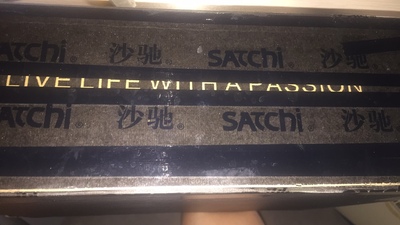 SATCHi 沙驰® SATCHi 沙驰
LIVE LIFE WITH A PASSION
SATCHi 沙驰® SATCHi® 沙驰®